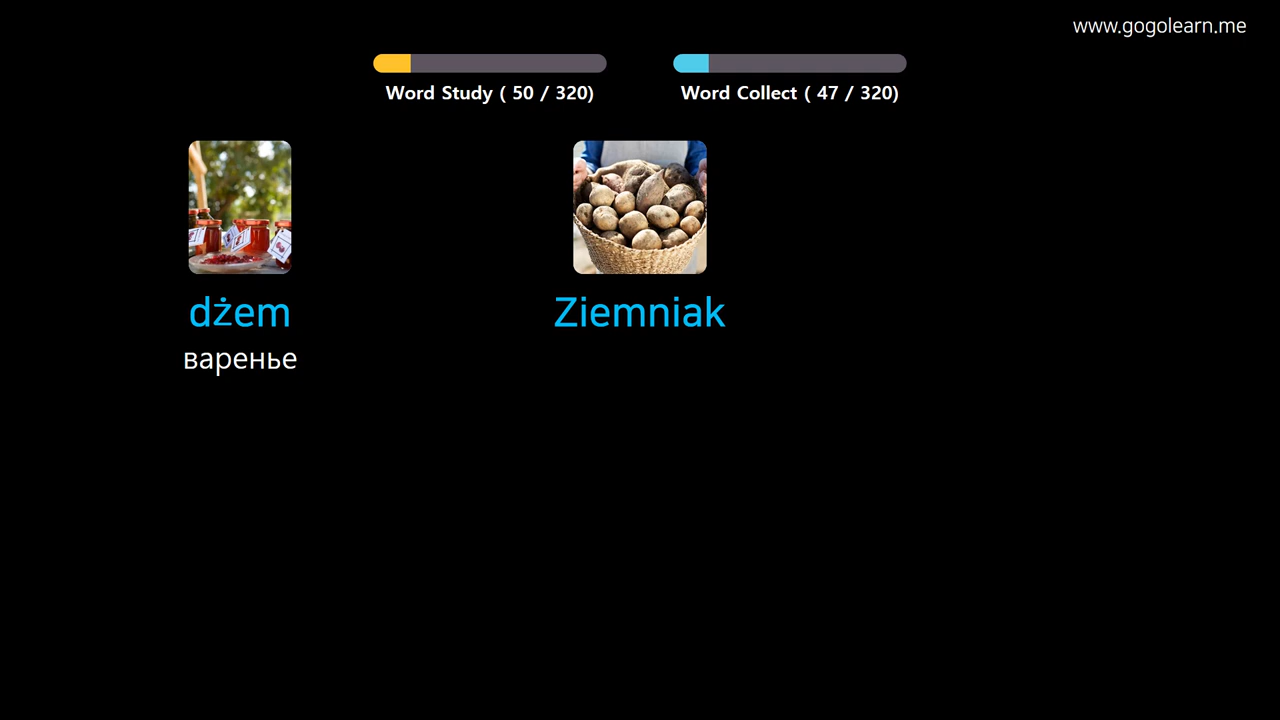 www.gogolearn.me
Word Study ( 50 / 320)
Word Collect ( 47 / 320)
dżem
Ziemniak
варенье